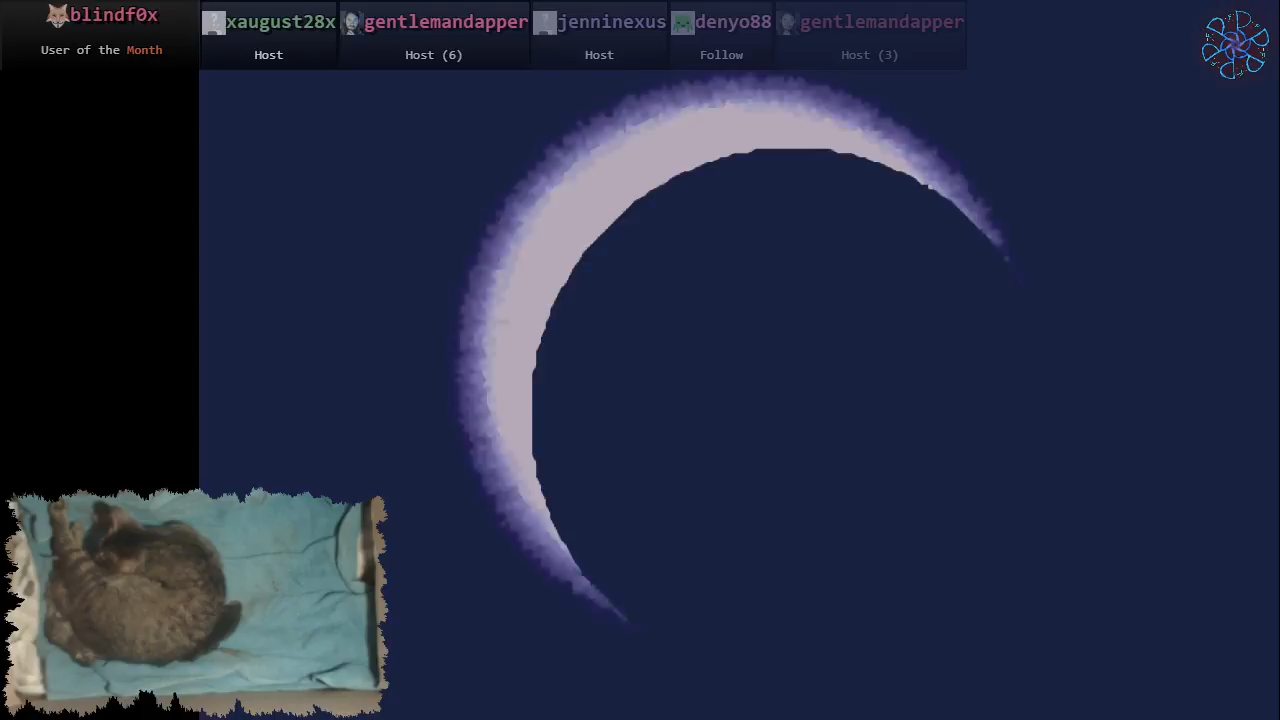 blindf0x
User of the Month
xaugust28x
Host
gentlemandapper
Host (6)
jenninexus
Host
denyo88
Follow
gentlemandapper
Host (3)